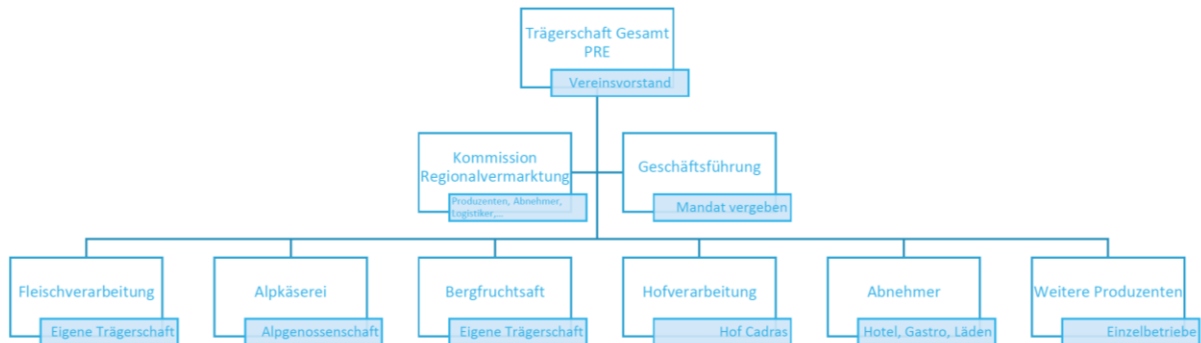 Trägerschaft Gesamt
PRE
Vereinsvorstand
Kommission
Regionalvermarktung
Produzenten, Abnehmer,
Logistiker,...
Geschäftsführung
Mandat vergeben
Fleischverarbeitung
Eigene Trägerschaft
Alpkäserei
Alpgenossenschaft
Bergfruchtsaft
Eigene Trägerschaft
Hofverarbeitung
Hof Cadras
Abnehmer
Hotel, Gastro, Läden
Weitere Produzenten
Einzelbetriebe